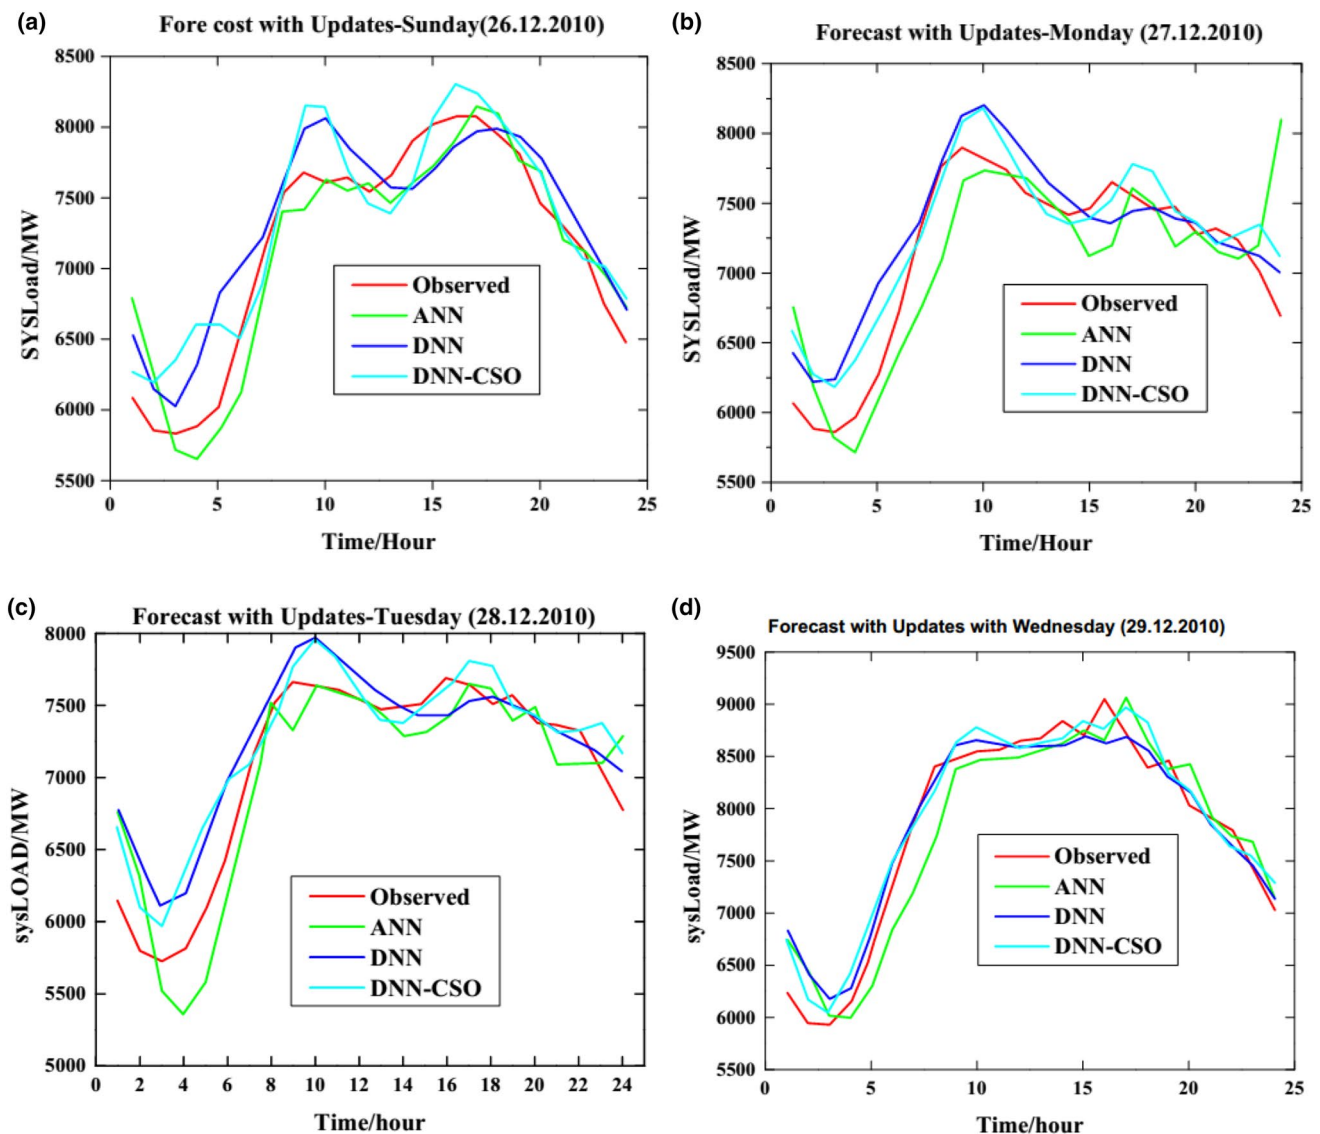 (a)
Fore cost with Updates-Sunday(26.12.2010)
8500
8000
7500
7000
6500
6000
5500
SYSLoad/MW
Observed
ANN
DNN
DNN-CSO
0 5 10 15 20 25
Time/Hour
(b)
Forecast with Updates-Monday (27.12.2010)
8500
8000
7500
7000
6500
6000
5500
SYSLoad/MW
Observed
ANN
DNN
DNN-CSO
0 5 10 15 20 25
Time/Hour
(c)
Forecast with Updates-Tuesday (28.12.2010)
8000
7500
7000
6500
6000
5500
5000
sysLOAD/MW
Observed
ANN
DNN
DNN-CSO
0 2 4 6 8 10 12 14 16 18 20 22 24
Time/hour
(d)
Forecast with Updates with Wednesday (29.12.2010)
9500
9000
8500
8000
7500
7000
6500
6000
5500
sysLoad/MW
Observed
ANN
DNN
DNN-CSO
0 5 10 15 20 25
Time/hour